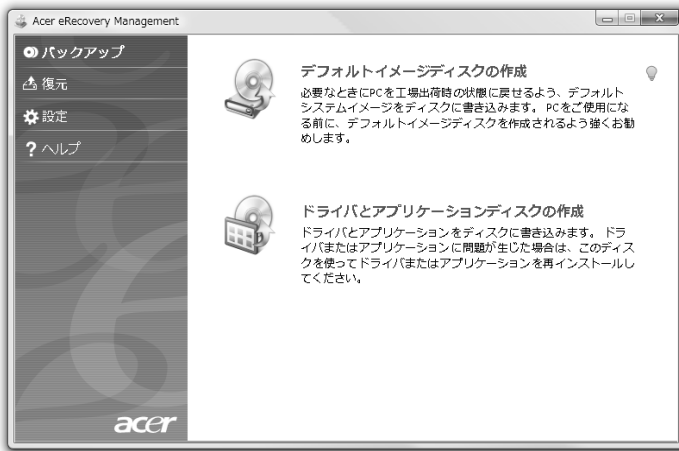 Acer eRecovery Management
バックアップ
復元
設定
? ヘルプ
デフォルトイメージディスクの作成
必要なときにPCを工場出荷時の状態に戻せるよう、デフォルト
システムイメージをディスクに書き込みます。 PCをご使用にな
る前に、デフォルトイメージディスクを作成されるよう強くお勧
めします。
ドライバとアプリケーションディスクの作成
ドライバとアプリケーションをディスクに書き込みます。 ドラ
イバまたはアプリケーションに問題が生じた場合は、このディス
クを使ってドライバまたはアプリケーションを再インストールし
てください。
acer